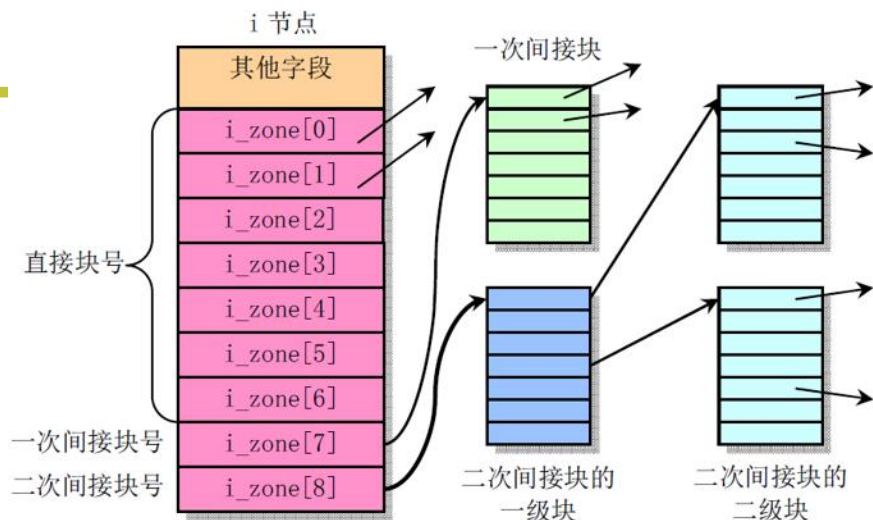 i 节点
其他字段
一次间接块
i_zone[0]
i_zone[1]
i_zone[2]
直接块号
i_zone[3]
i_zone[4]
i_zone[5]
i_zone[6]
一次间接块号
i_zone[7]
二次间接块号
i_zone[8]
二次间接块的
一级块
二次间接块的
二级块